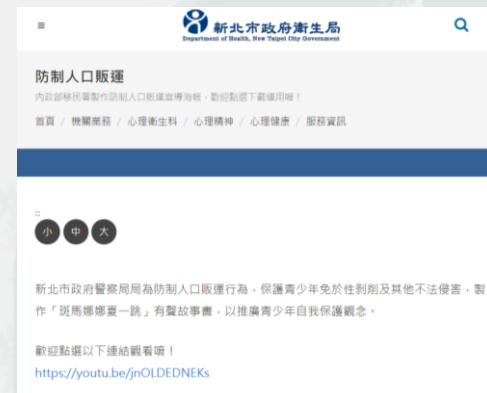 新北市政府衛生局
Department of Health, New Taipei City Government
防制人口販運
內政部移民署製作防制人口販運宣導海報，歡迎點選下載運用喔！
首頁 / 機關業務 / 心理衛生科 / 心理精神 / 心理健康 / 服務資訊
:::
小 中 大
新北市政府警察局局為防制人口販運行為，保護青少年免於性剝削及其他不法侵害，製
作「斑馬娜娜夏一跳」有聲故事書，以推廣青少年自我保護觀念。
歡迎點選以下連結觀看唷！
https://youtu.be/jnOLDEDNEKs